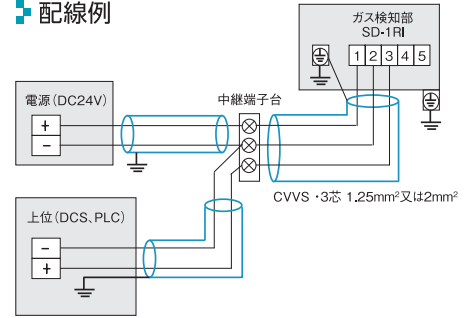 配線例
ガス検知部
SD-1RI
1 2 3 4 5
電源(DC24V)
+
−
中継端子台
CVVS・3芯 1.25mm²又は2mm²
上位(DCS、PLC)
−
+